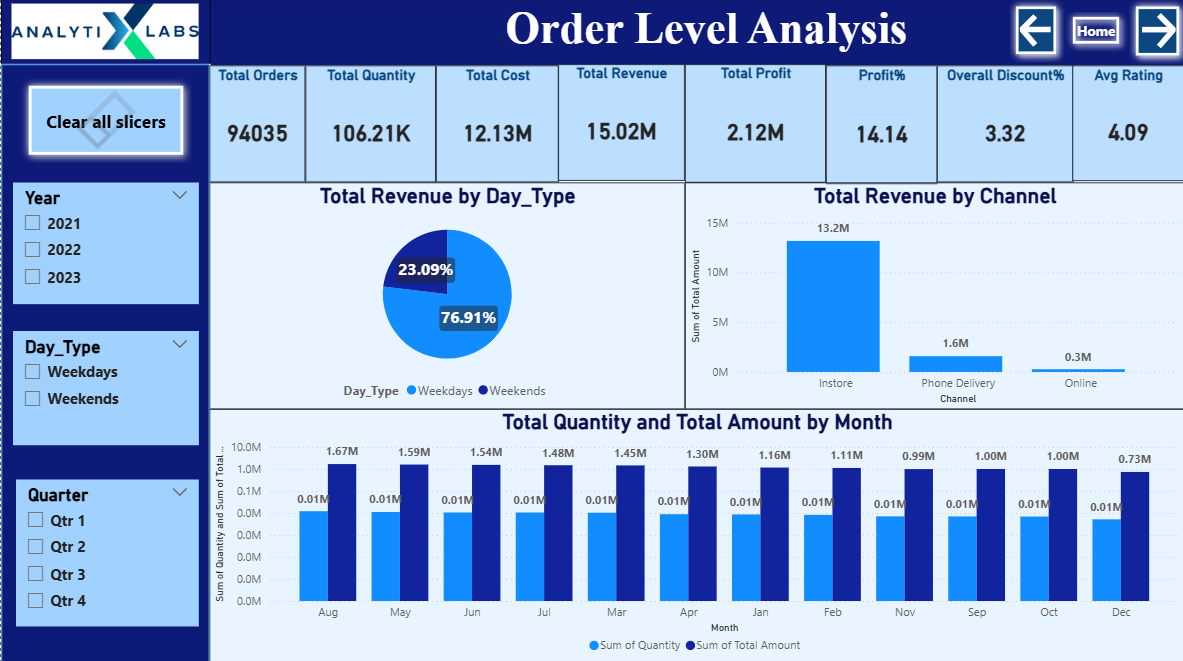 ANALYTIXLABS
Order Level Analysis
Home
Clear all slicers
Year
2021
2022
2023
Day_Type
Weekdays
Weekends
Quarter
Qtr 1
Qtr 2
Qtr 3
Qtr 4
Total Orders
94035
Total Quantity
106.21K
Total Cost
12.13M
Total Revenue
15.02M
Total Profit
2.12M
Profit%
14.14
Overall Discount%
3.32
Avg Rating
4.09
Total Revenue by Day_Type
23.09%
76.91%
Day_Type Weekdays Weekends
Total Revenue by Channel
Sum of Total Amount
15M
10M
5M
0M
13.2M
1.6M
0.3M
Instore Phone Delivery Online
Channel
Total Quantity and Total Amount by Month
Sum of Quantity and Sum of Total ...
10.0M
1.0M
0.1M
0.0M
0.0M
0.0M
0.0M
0.0M
1.67M 1.59M 1.54M 1.48M 1.45M 1.30M 1.16M 1.11M 0.99M 1.00M 1.00M 0.73M
0.01M 0.01M 0.01M 0.01M 0.01M 0.01M 0.01M 0.01M 0.01M 0.01M 0.01M 0.01M
Aug May Jun Jul Mar Apr Jan Feb Nov Sep Oct Dec
Month
Sum of Quantity Sum of Total Amount